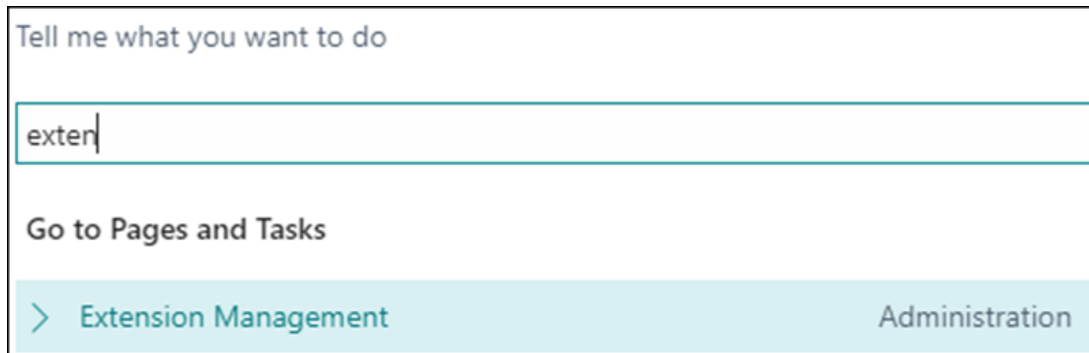 Tell me what you want to do
exten
Go to Pages and Tasks
Extension Management Administration